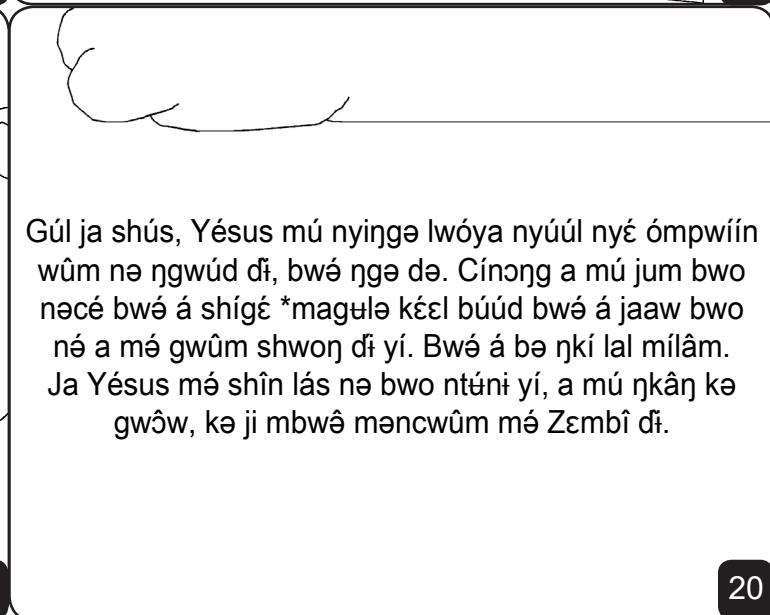 Gúl ja shús, Yésus mú nyiŋgə lwóya nyúúl nyɛ́ ómpwíín
wûm nə ŋgwúd dɨ̂, bwə́ ŋgə də. Cínɔŋg a mú jum bwo
nəcé bwə́ á shígɛ́ *magʉlə kɛ́ɛl búúd bwə́ á jaaw bwo
nə́ a mə́ gwûm shwoŋ dɨ̂ yí. Bwə́ á bə ŋkí lal mílâm.
Ja Yésus mə́ shîn lás nə bwo ntʉ́ni yí, a mú ŋkâŋ kə
gwɔ̂w, kə ji mbwə̂ məncwûm mə́ Zɛmbî dɨ̂.
20